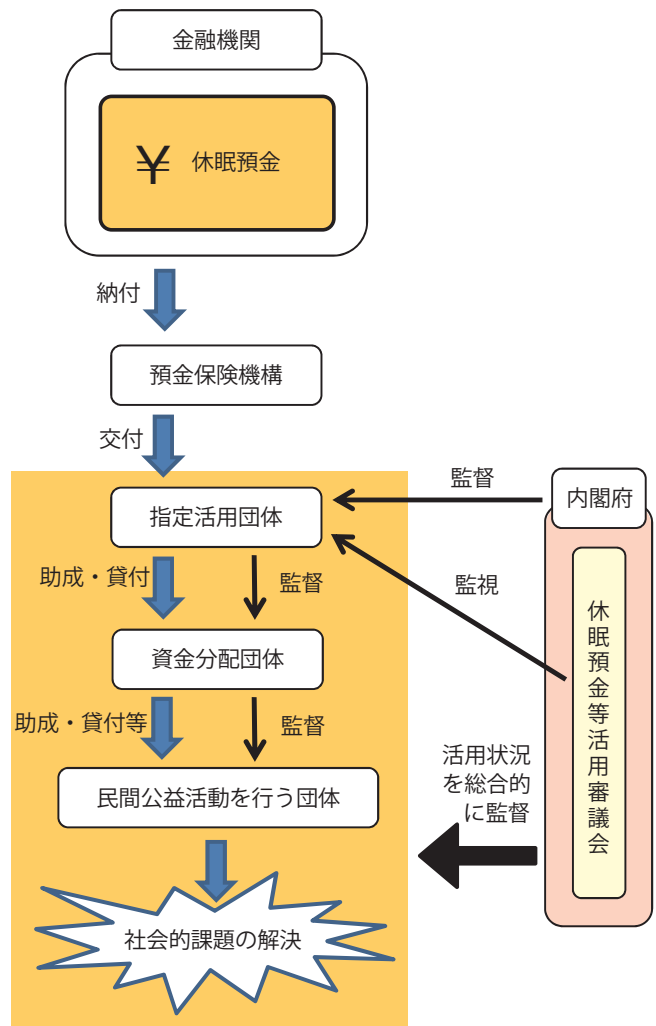 金融機関
¥ 休眠預金
納付
預金保険機構
交付
指定活用団体
監督
内閣府
助成・貸付
監督
監視
休眠預金等活用審議会
資金分配団体
助成・貸付等
監督
活用状況
を総合的
に監督
民間公益活動を行う団体
社会的課題の解決